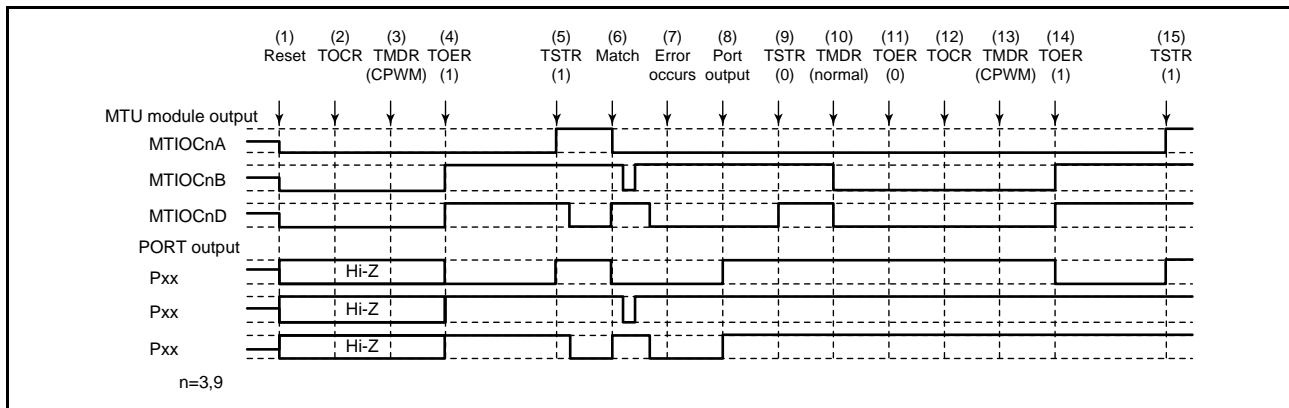 (1) (2) (3) (4) (5) (6) (7) (8) (9) (10) (11) (12) (13) (14) (15)
Reset TOCR TMDR TOER TSTR Match Error Port TSTR TMDR TOER TOCR TMDR TOER TSTR
(CPWM) (1) (1) occurs output (0) (normal) (0) (CPWM) (1) (1)
MTU module output
MTIOCnA
MTIOCnB
MTIOCnD
PORT output
Pxx Hi-Z
Pxx Hi-Z
Pxx Hi-Z
n=3,9